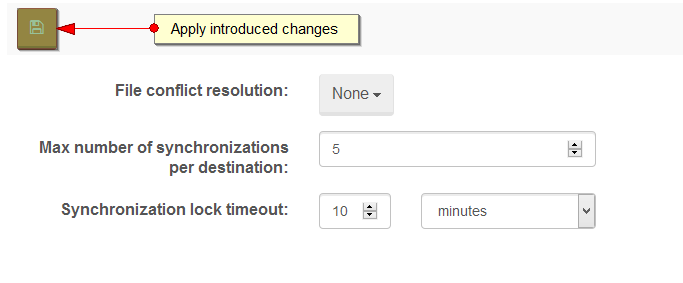 Apply introduced changes
File conflict resolution:
None
Max number of synchronizations
per destination:
5
Synchronization lock timeout:
10
minutes